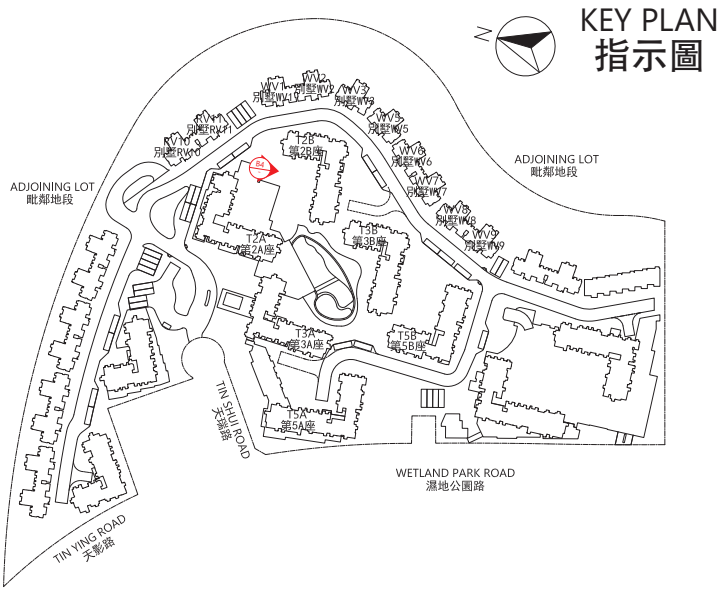 KEY PLAN
指示圖
N
WV2
別墅WV2
WV1
別墅WV1
WV3
別墅WV3
RV11
別墅RV11
WV5
別墅WV5
RV10
別墅RV10
T2B
第2B座
WV6
別墅WV6
B4
ADJOINING LOT
毗鄰地段
WV7
別墅WV7
ADJOINING LOT
毗鄰地段
WV8
別墅WV8
T3B
第3B座
T2A
第2A座
WV9
別墅WV9
T3A
第3A座
T5B
第5B座
T5A
第5A座
TIN SHUI ROAD
天瑞路
WETLAND PARK ROAD
濕地公園路
TIN YING ROAD
天影路